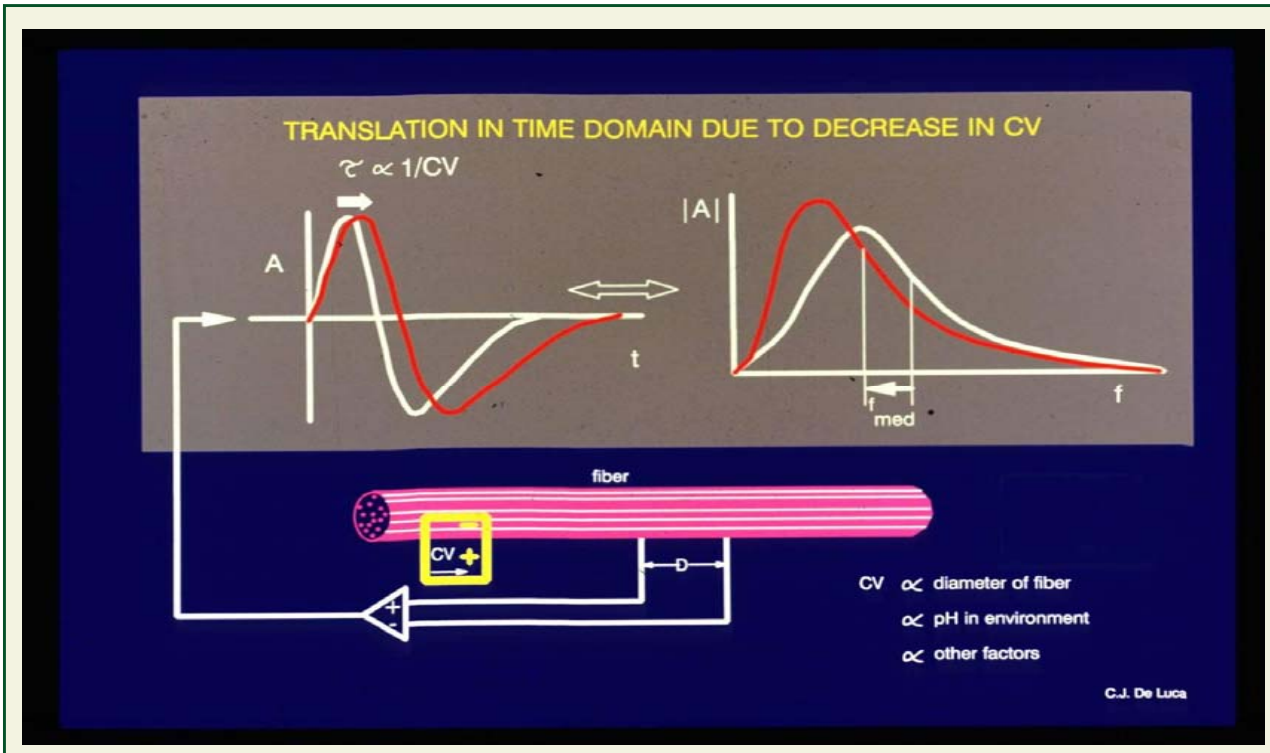 TRANSLATION IN TIME DOMAIN DUE TO DECREASE IN CV
τ ∝ 1/CV
A
t
|A|
f
f med
fiber
CV +
-
D
+
-
CV ∝ diameter of fiber
∝ pH in environment
∝ other factors
C.J. De Luca